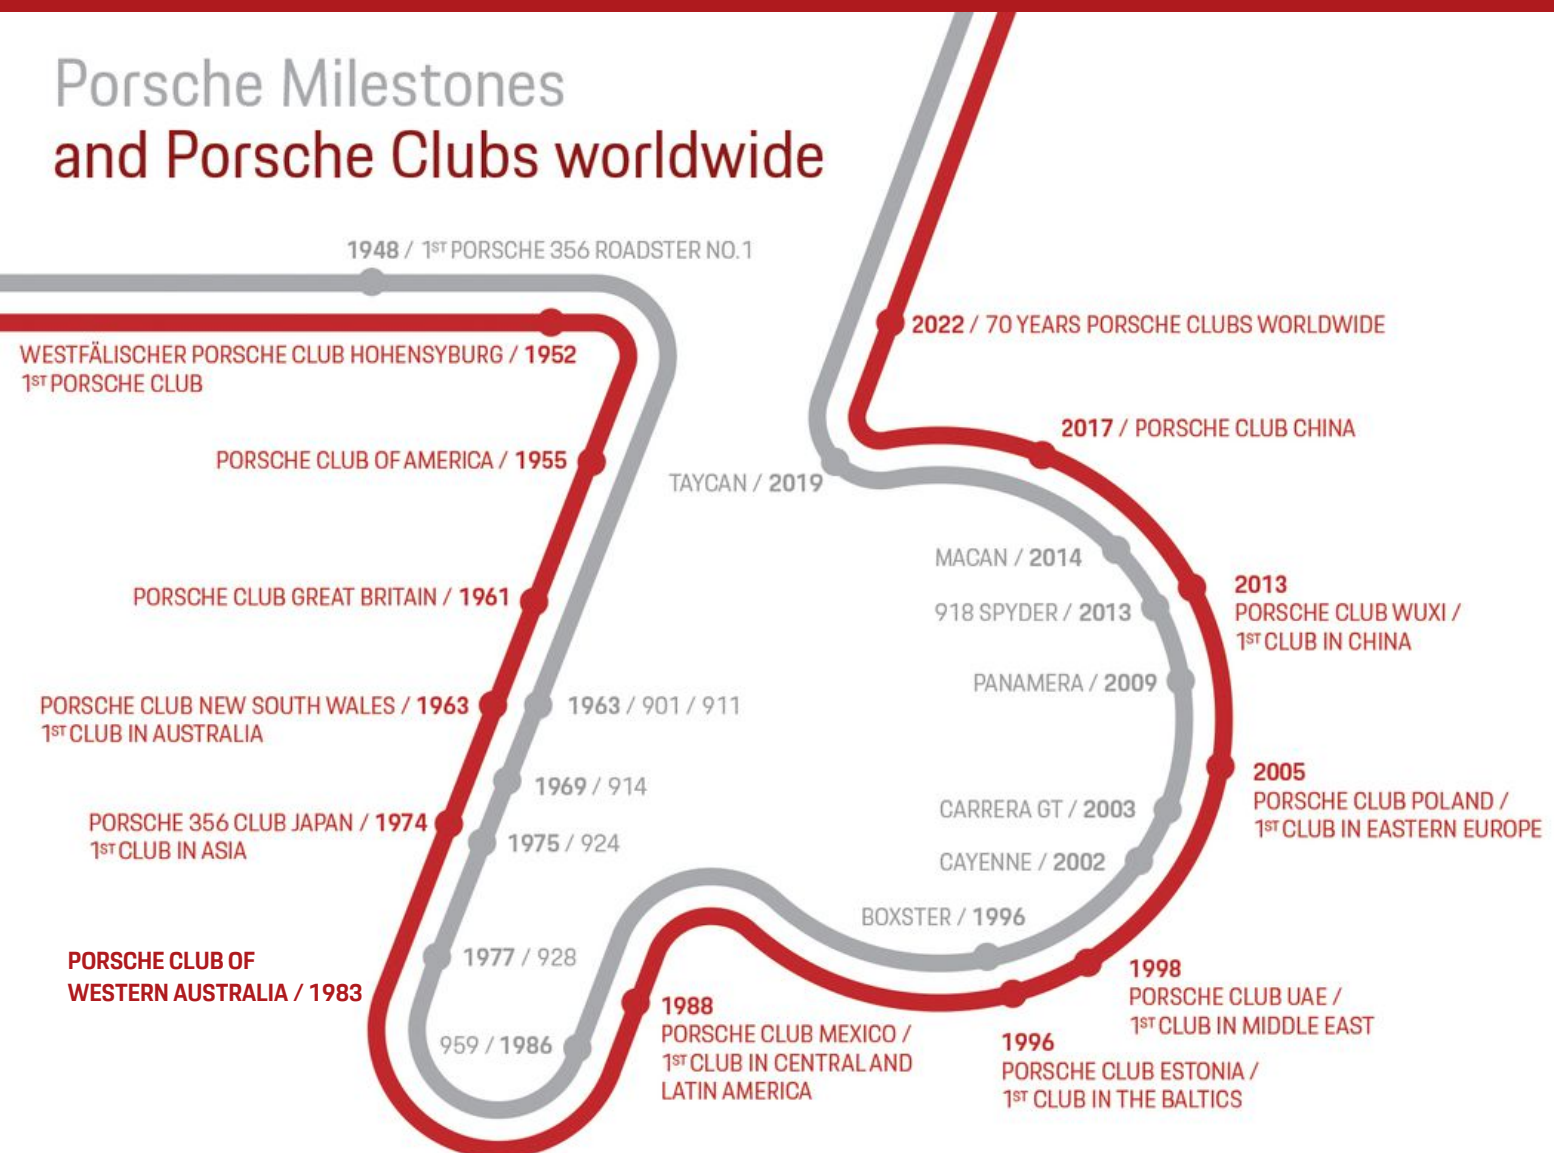 Porsche Milestones
and Porsche Clubs worldwide
1948 / 1ST PORSCHE 356 ROADSTER NO.1
WESTFÄLISCHER PORSCHE CLUB HOHENSYBURG / 1952
1ST PORSCHE CLUB
PORSCHE CLUB OF AMERICA / 1955
PORSCHE CLUB GREAT BRITAIN / 1961
PORSCHE CLUB NEW SOUTH WALES / 1963
1ST CLUB IN AUSTRALIA
1963 / 901 / 911
1969 / 914
PORSCHE 356 CLUB JAPAN / 1974
1ST CLUB IN ASIA
1975 / 924
1977 / 928
PORSCHE CLUB OF
WESTERN AUSTRALIA / 1983
959 / 1986
1988
PORSCHE CLUB MEXICO /
1ST CLUB IN CENTRAL AND
LATIN AMERICA
BOXSTER / 1996
1996
PORSCHE CLUB ESTONIA /
1ST CLUB IN THE BALTICS
1998
PORSCHE CLUB UAE /
1ST CLUB IN MIDDLE EAST
CAYENNE / 2002
CARRERA GT / 2003
2005
PORSCHE CLUB POLAND /
1ST CLUB IN EASTERN EUROPE
PANAMERA / 2009
918 SPYDER / 2013
2013
PORSCHE CLUB WUXI /
1ST CLUB IN CHINA
MACAN / 2014
2017 / PORSCHE CLUB CHINA
TAYCAN / 2019
2022 / 70 YEARS PORSCHE CLUBS WORLDWIDE